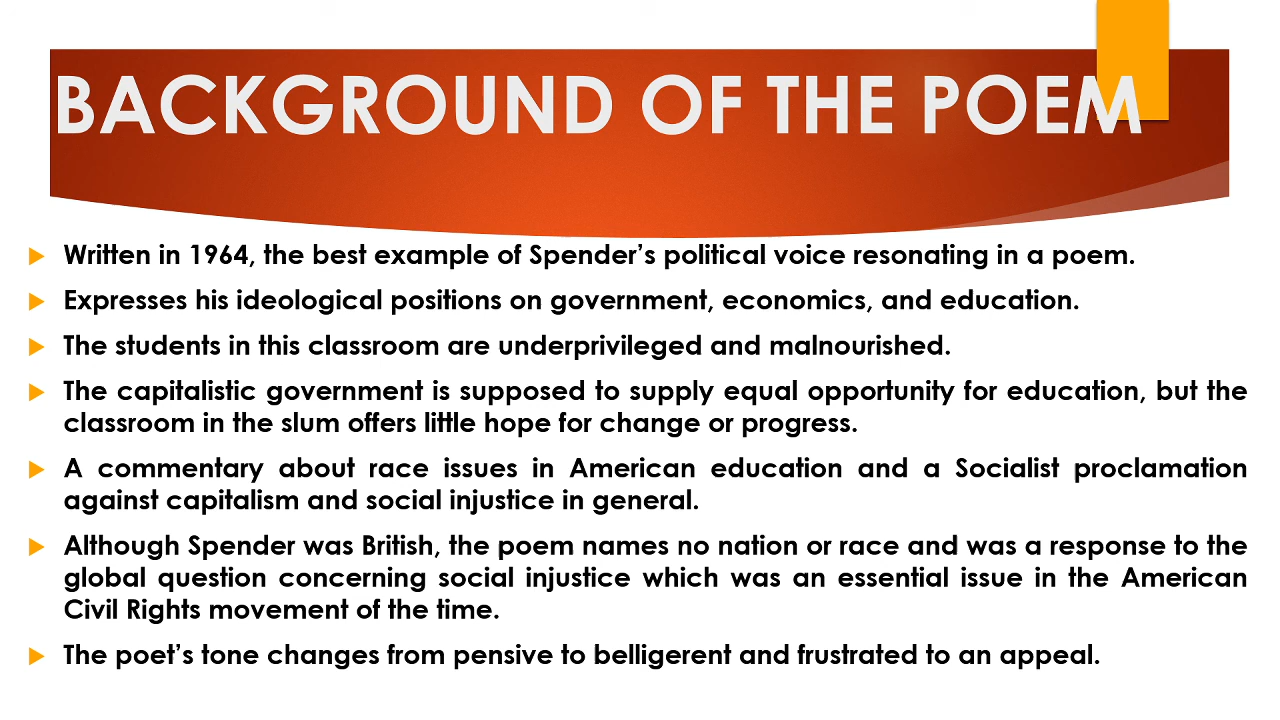 BACKGROUND OF THE POEM
Written in 1964, the best example of Spender’s political voice resonating in a poem.
Expresses his ideological positions on government, economics, and education.
The students in this classroom are underprivileged and malnourished.
The capitalistic government is supposed to supply equal opportunity for education, but the
classroom in the slum offers little hope for change or progress.
A commentary about race issues in American education and a Socialist proclamation
against capitalism and social injustice in general.
Although Spender was British, the poem names no nation or race and was a response to the
global question concerning social injustice which was an essential issue in the American
Civil Rights movement of the time.
The poet’s tone changes from pensive to belligerent and frustrated to an appeal.